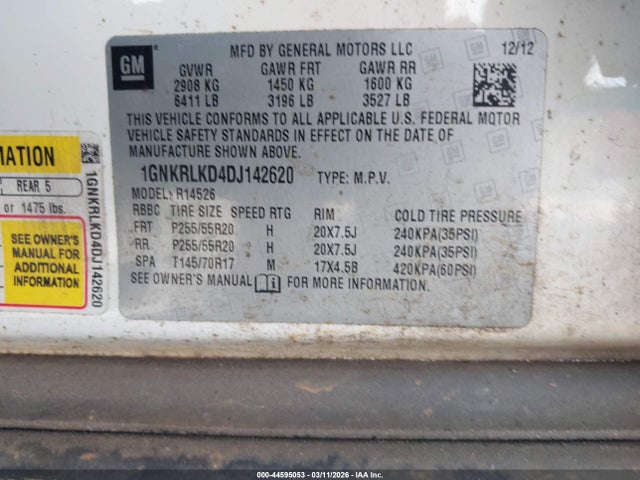 GM
MFD BY GENERAL MOTORS LLC 12/12
GVWR GAWR FRT GAWR RR
2908 KG 1450 KG 1600 KG
6411 LB 3196 LB 3527 LB
THIS VEHICLE CONFORMS TO ALL APPLICABLE U.S. FEDERAL MOTOR
VEHICLE SAFETY STANDARDS IN EFFECT ON THE DATE OF
MANUFACTURE SHOWN ABOVE.
1GNKRLKD4DJ142620 TYPE: M.P.V.
MODEL: R14526
RBBC TIRE SIZE SPEED RTG RIM COLD TIRE PRESSURE
FRT P255/55R20 H 20X7.5J 240KPA(35PSI)
RR P255/55R20 H 20X7.5J 240KPA(35PSI)
SPA T145/70R17 M 17X4.5B 420KPA(60PSI)
SEE OWNER'S MANUAL FOR MORE INFORMATION.
MATION
REAR 5
or 1475 lbs.
SEE OWNER'S
MANUAL FOR
ADDITIONAL
INFORMATION
1GNKRLKD4DJ142620
000-44595053 - 03/11/2026 - IAA Inc.